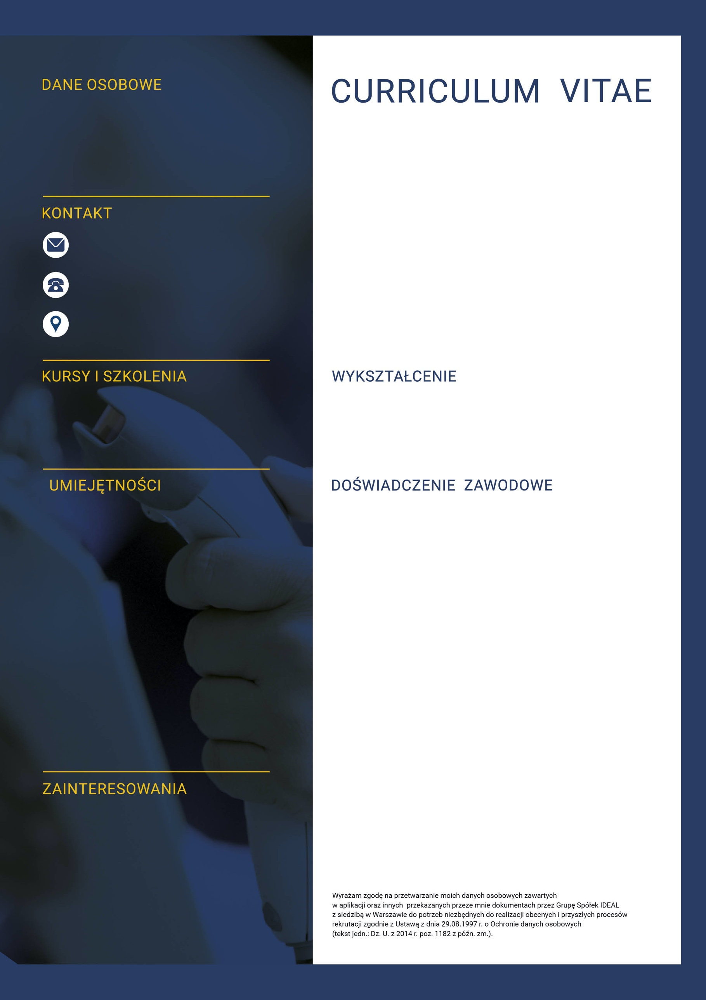 DANE OSOBOWE
KONTAKT
KURSY I SZKOLENIA
UMIEJĘTNOŚCI
ZAINTERESOWANIA
CURRICULUM VITAE
WYKSZTAŁCENIE
DOŚWIADCZENIE ZAWODOWE
Wyrażam zgodę na przetwarzanie moich danych osobowych zawartych
w aplikacji oraz innych przekazanych przeze mnie dokumentach przez Grupę Spółek IDEAL
z siedzibą w Warszawie do potrzeb niezbędnych do realizacji obecnych i przyszłych procesów
rekrutacji zgodnie z Ustawą z dnia 29.08.1997 r. o Ochronie danych osobowych
(tekst jedn.: Dz. U. z 2014 r. poz. 1182 z późn. zm.).